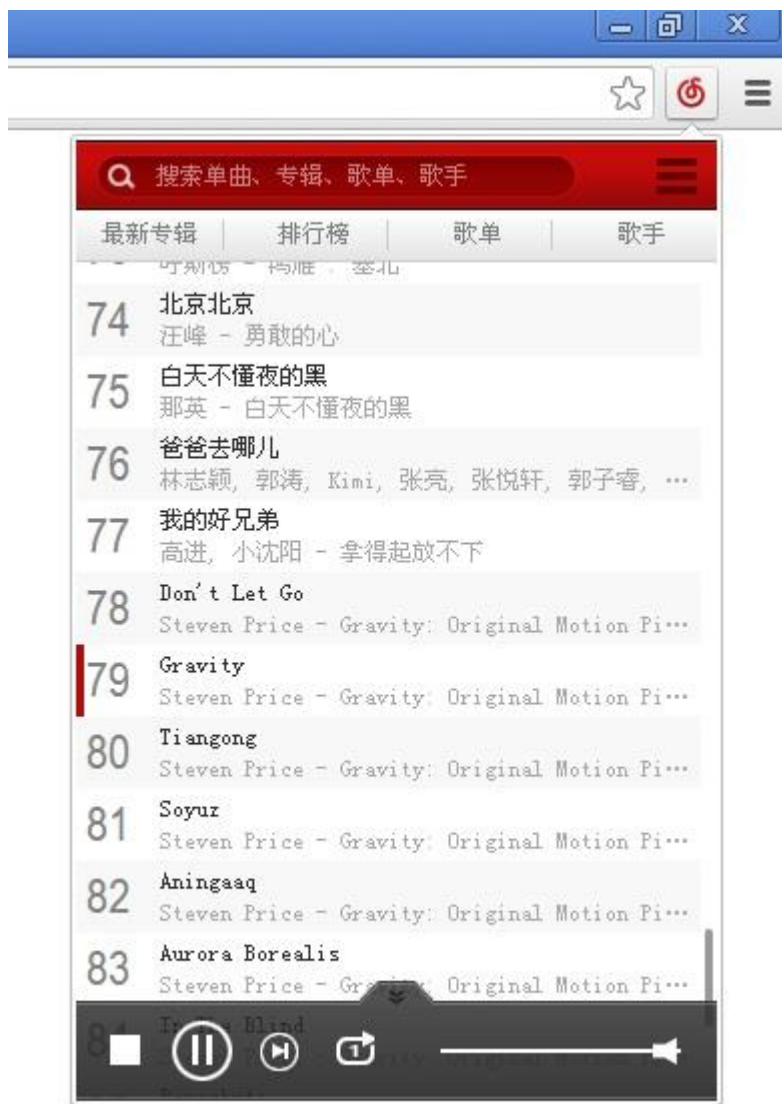 搜索单曲、专辑、歌单、歌手
最新专辑 排行榜 歌单 歌手
74 北京北京
汪峰 - 勇敢的心
75 白天不懂夜的黑
那英 - 白天不懂夜的黑
76 爸爸去哪儿
林志颖, 郭涛, Kimi, 张亮, 张悦轩, 郭子睿, …
77 我的好兄弟
高进, 小沈阳 - 拿得起放不下
78 Don't Let Go
Steven Price - Gravity: Original Motion Pi…
79 Gravity
Steven Price - Gravity: Original Motion Pi…
80 Tiangong
Steven Price - Gravity: Original Motion Pi…
81 Soyuz
Steven Price - Gravity: Original Motion Pi…
82 Aningaaq
Steven Price - Gravity: Original Motion Pi…
83 Aurora Borealis
Steven Price - Gravity: Original Motion Pi…
84 In The Blind
1